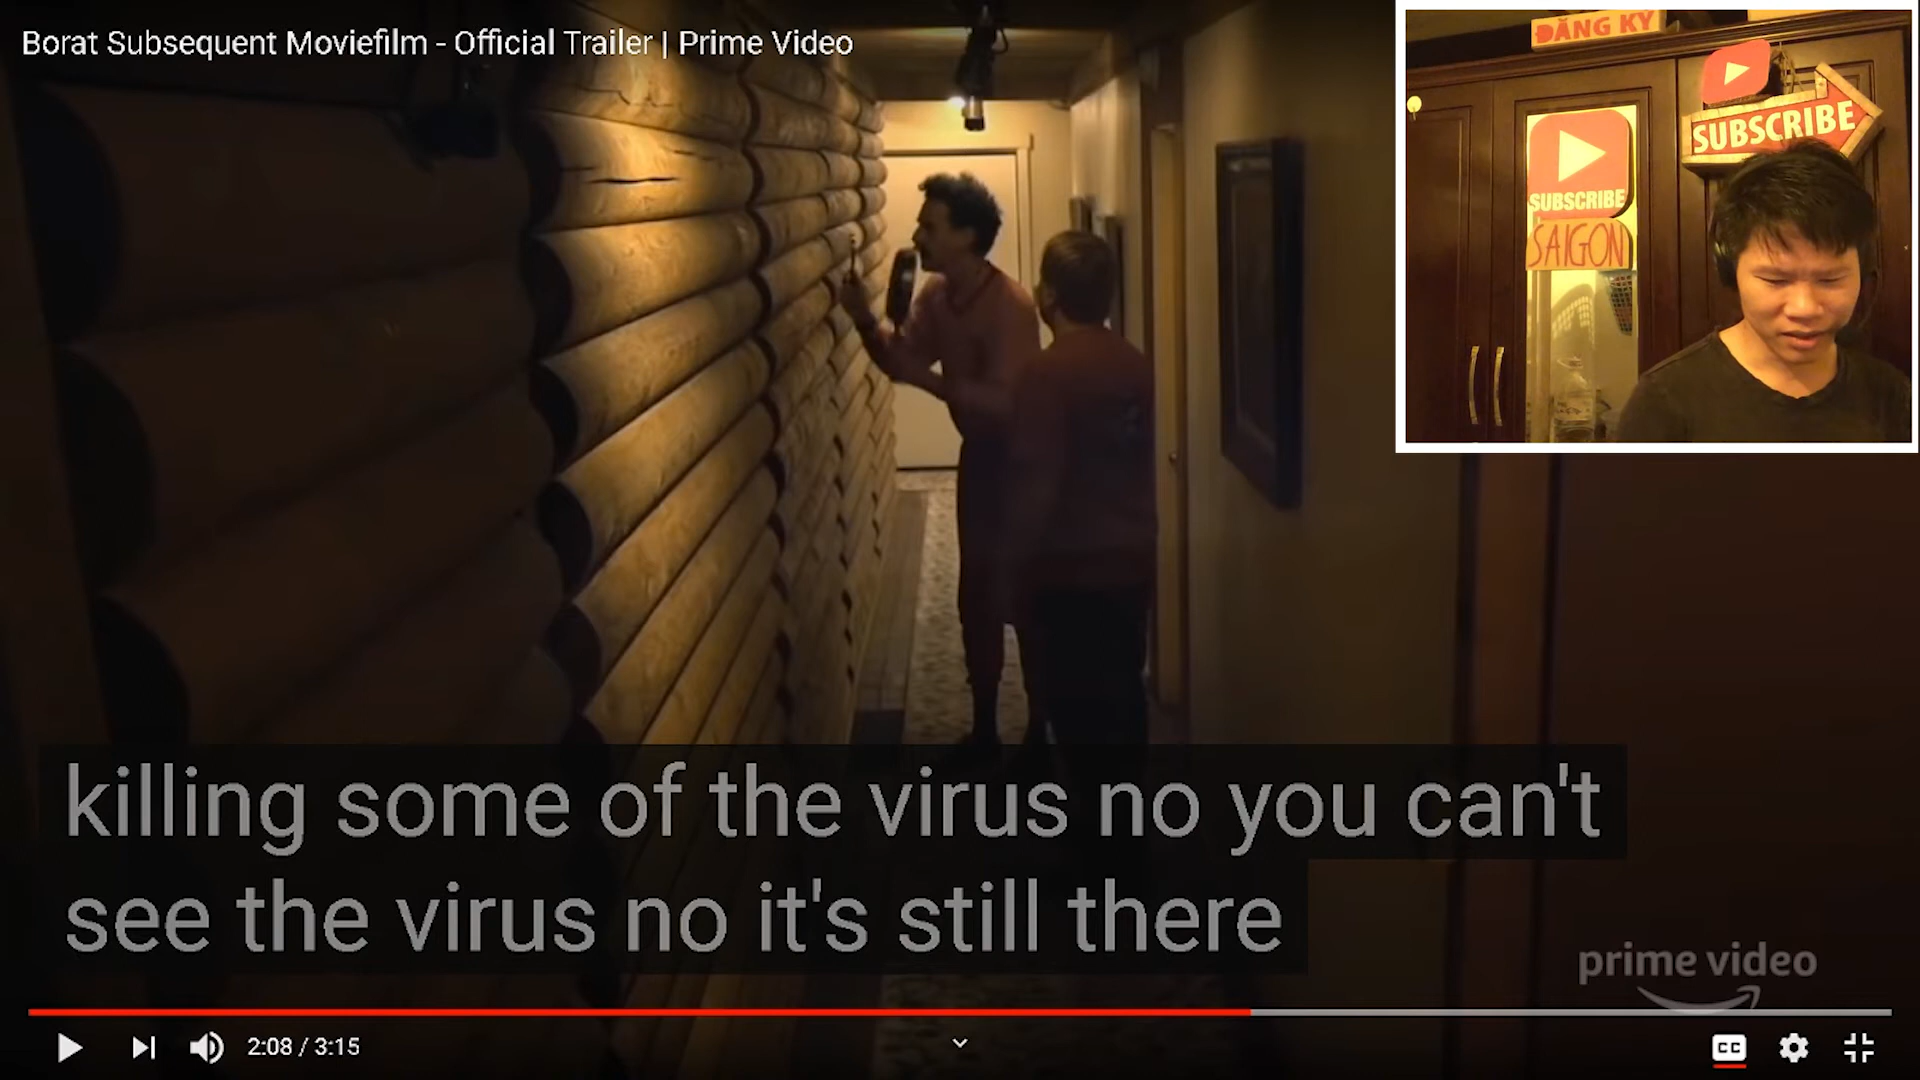 Borat Subsequent Moviefilm - Official Trailer | Prime Video
ĐĂNG KÝ
SUBSCRIBE
SUBSCRIBE
SAIGON
killing some of the virus no you can't
see the virus no it's still there
prime video
2:08 / 3:15
CC